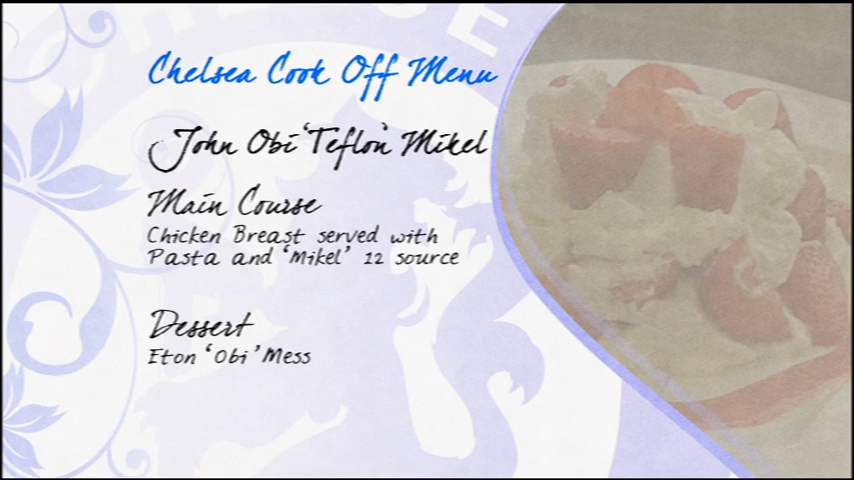 Chelsea Cook Off Menu
John Obi 'Teflon' Mikel
Main Course
Chicken Breast served with
Pasta and 'Mikel' 12 source
Dessert
Eton 'Obi' Mess